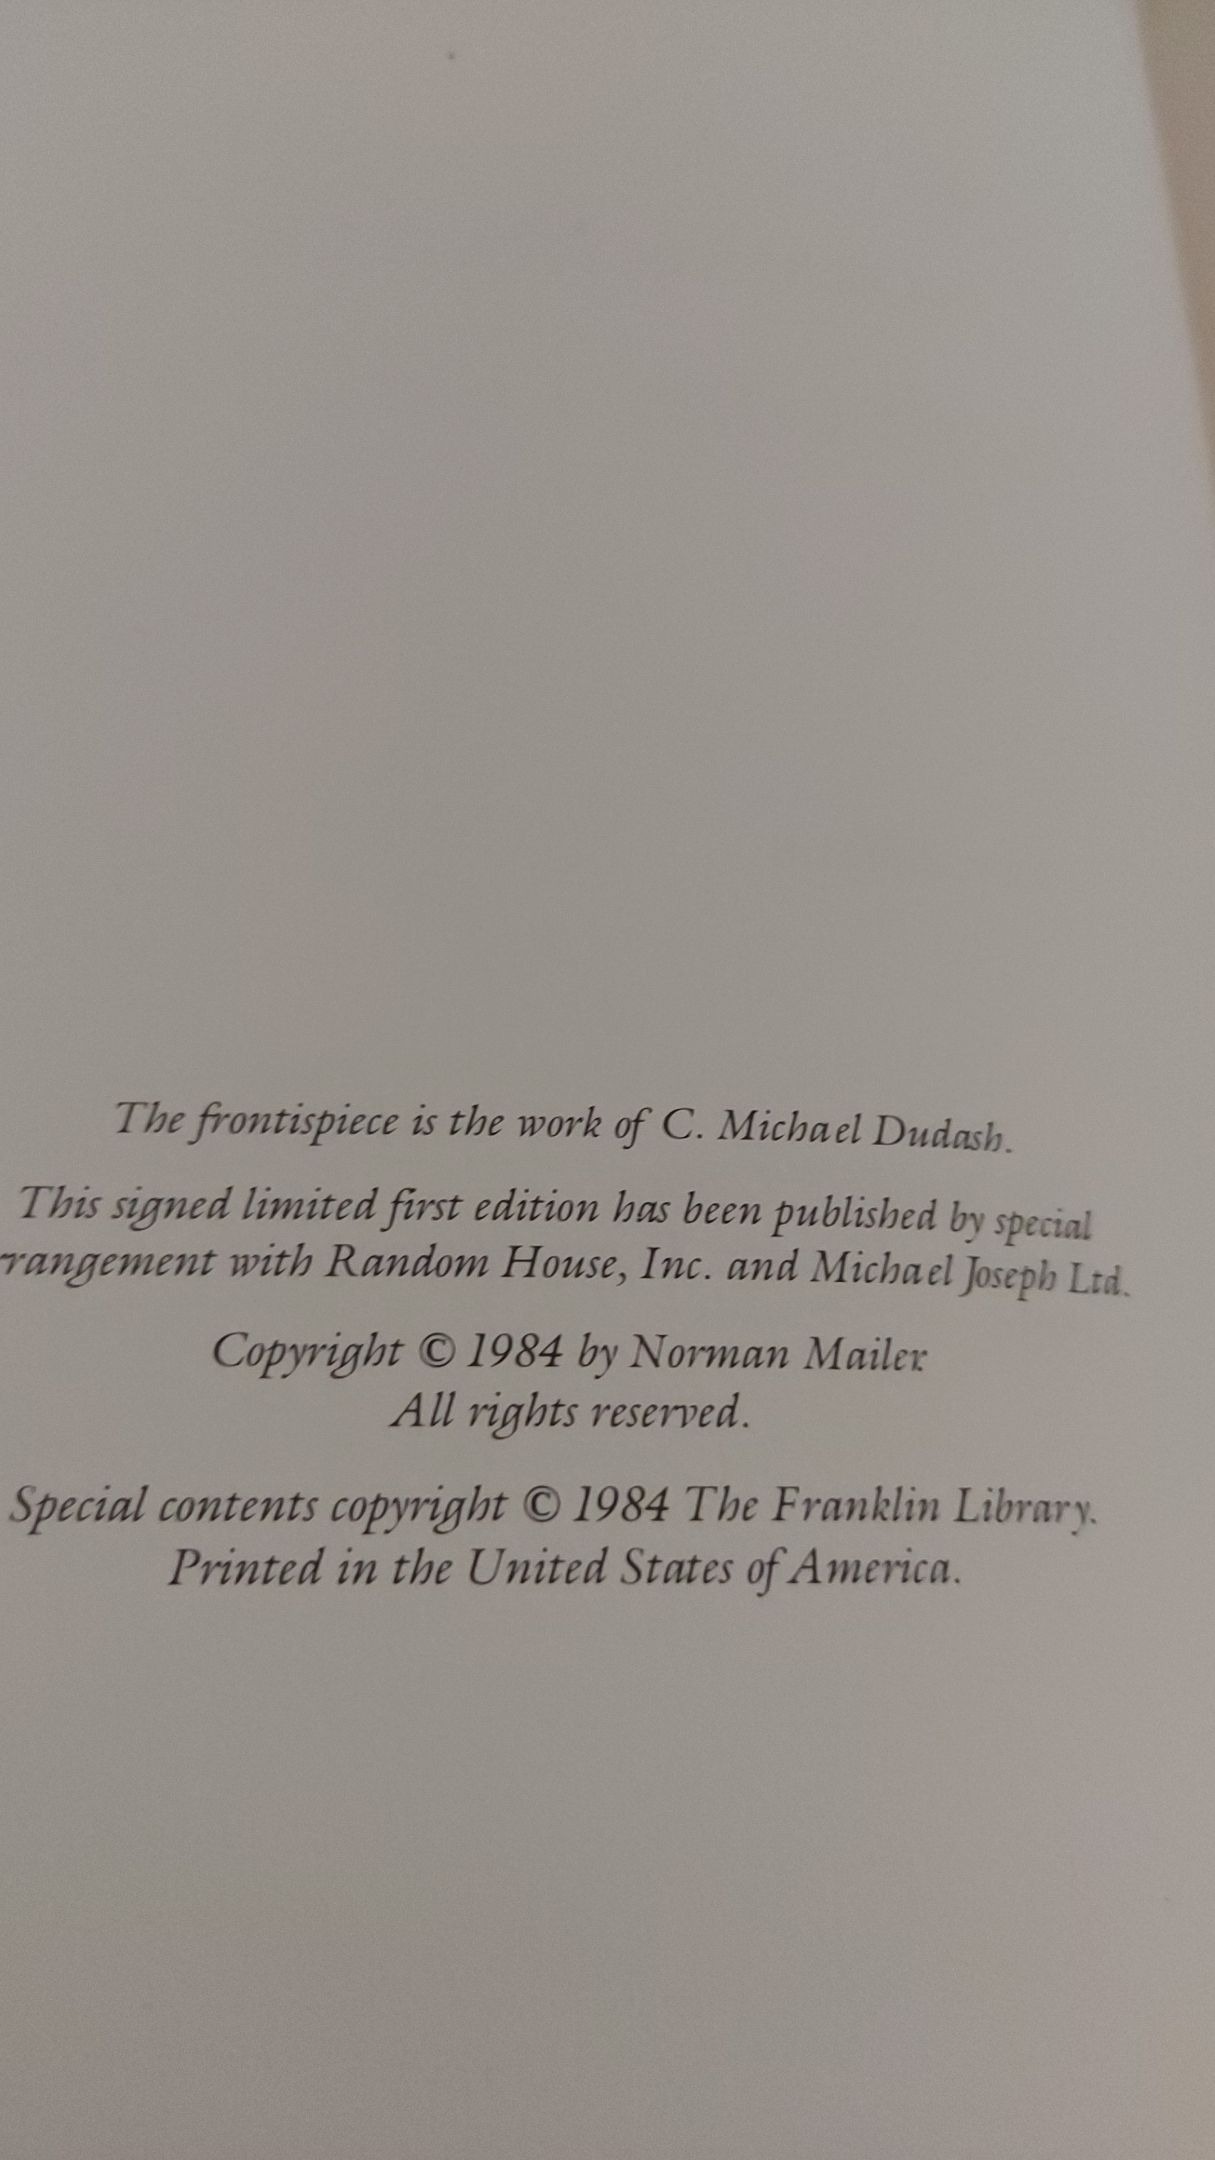 The frontispiece is the work of C. Michael Dudash.
This signed limited first edition has been published by special
rrangement with Random House, Inc. and Michael Joseph Ltd.
Copyright © 1984 by Norman Mailer.
All rights reserved.
Special contents copyright © 1984 The Franklin Library.
Printed in the United States of America.